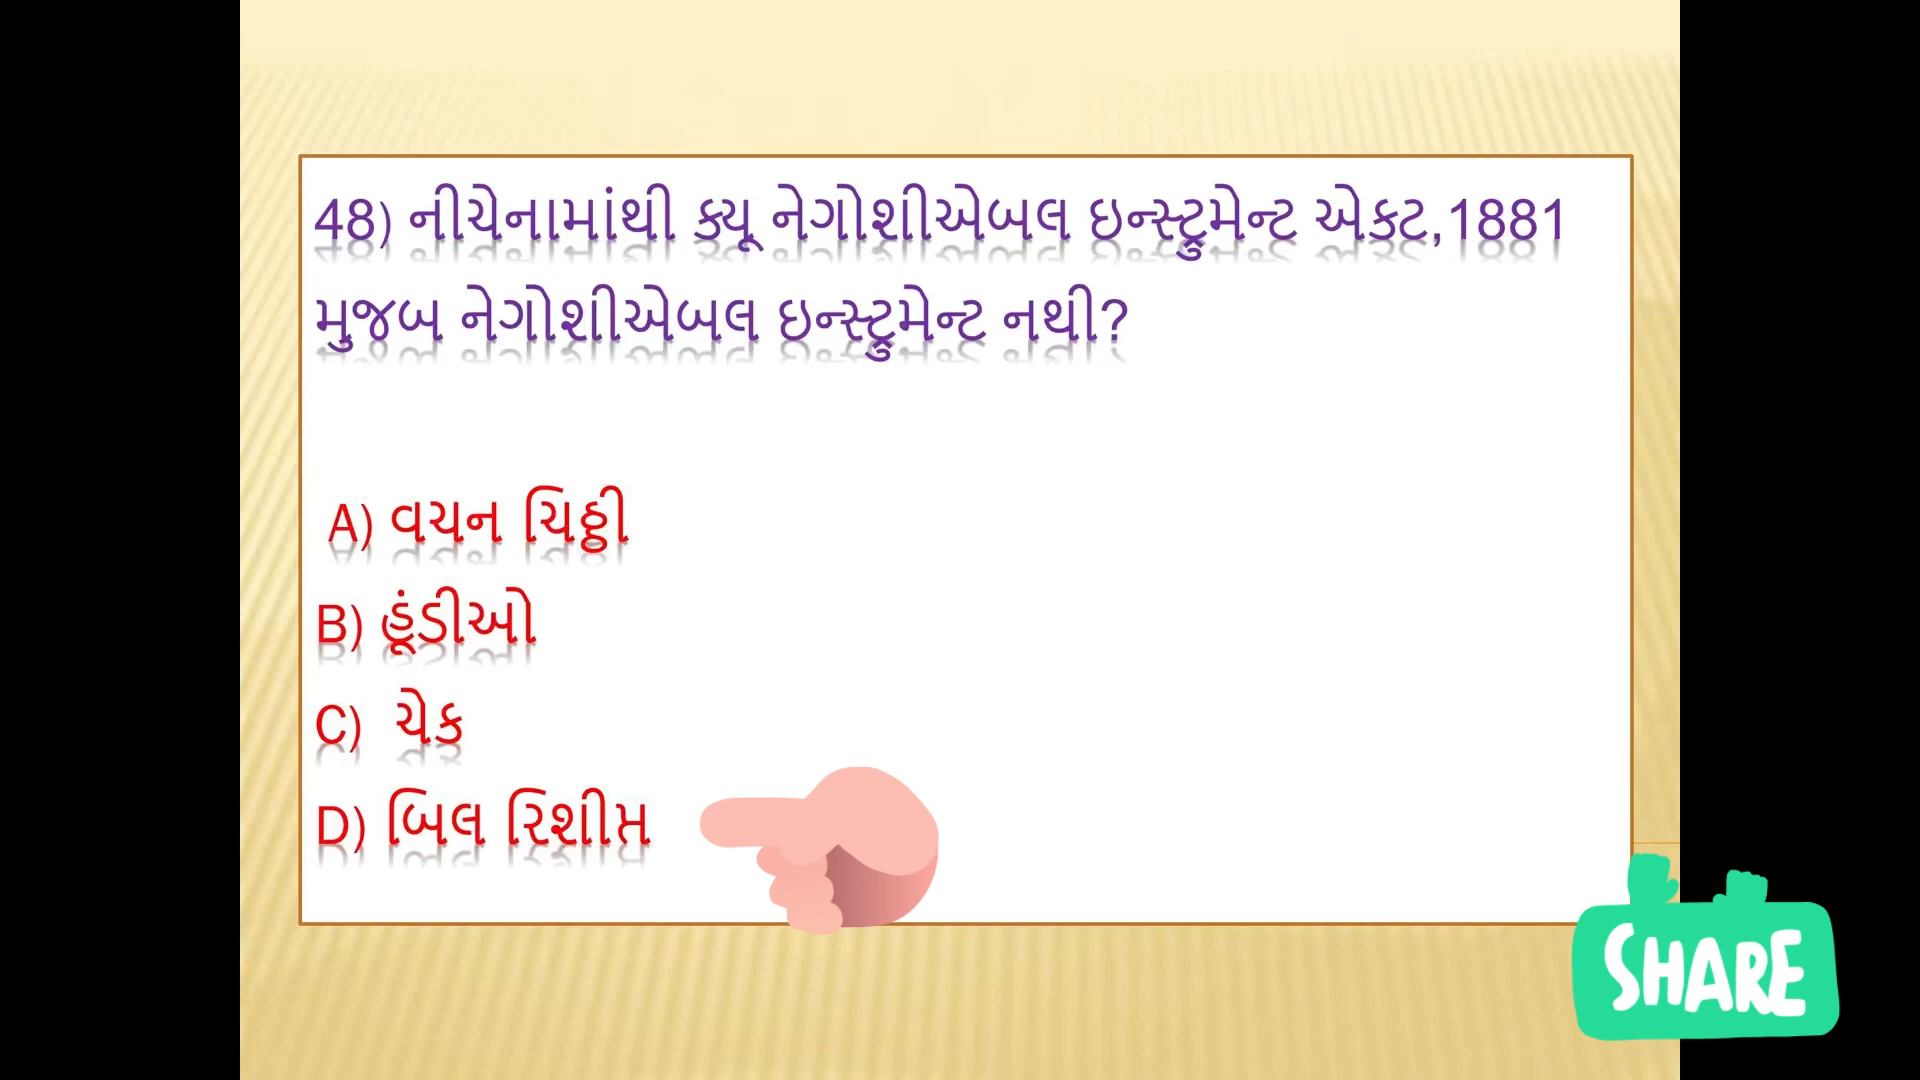 48) નીચેનામાંથી ક્યૂ નેગોશીએબલ ઇન્સ્ટ્રુમેન્ટ એક્ટ,1881
મુજબ નેગોશીએબલ ઇન્સ્ટ્રુમેન્ટ નથી?
A) વચન ચિઠ્ઠી
B) હૂંડીઓ
C) ચેક
D) બિલ રિશીપ્ત
SHARE